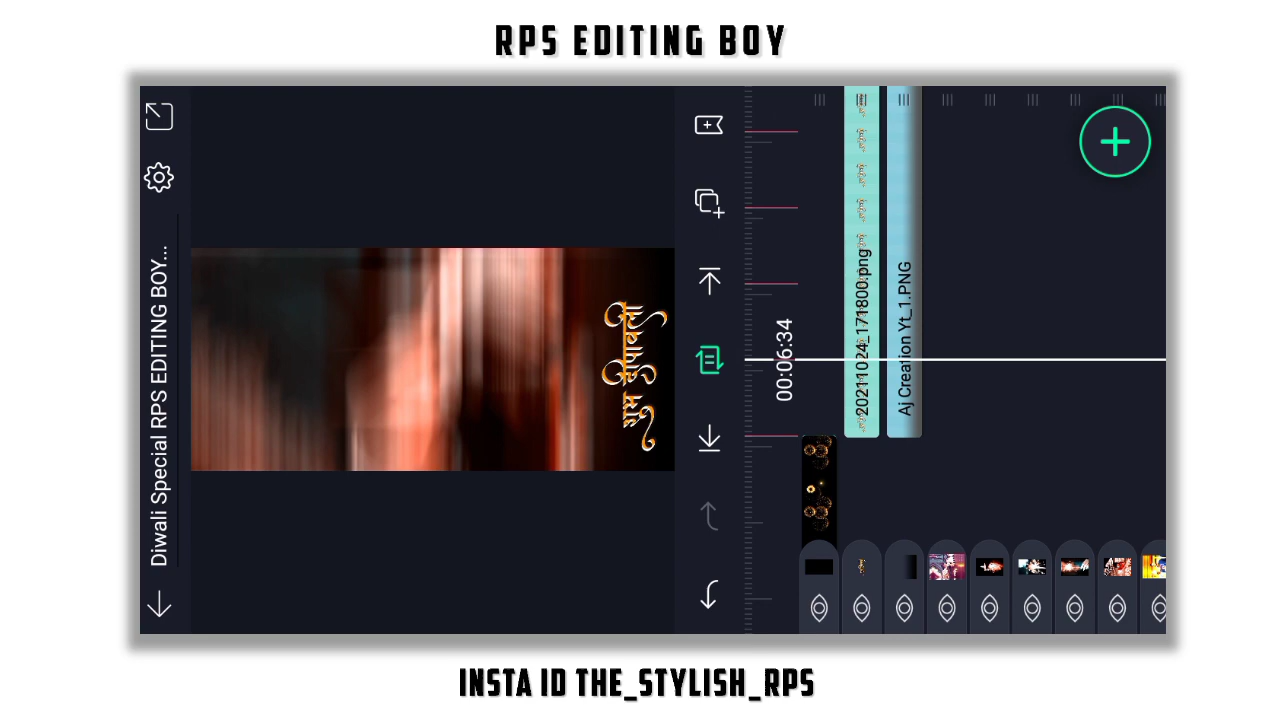 RPS EDITING BOY
Diwali Special RPS EDITING BOY...
शुभ दीपावली
00:06:34
20211024_171800.png
Aj Creation Yt_1.PNG
INSTA ID THE_STYLISH_RPS